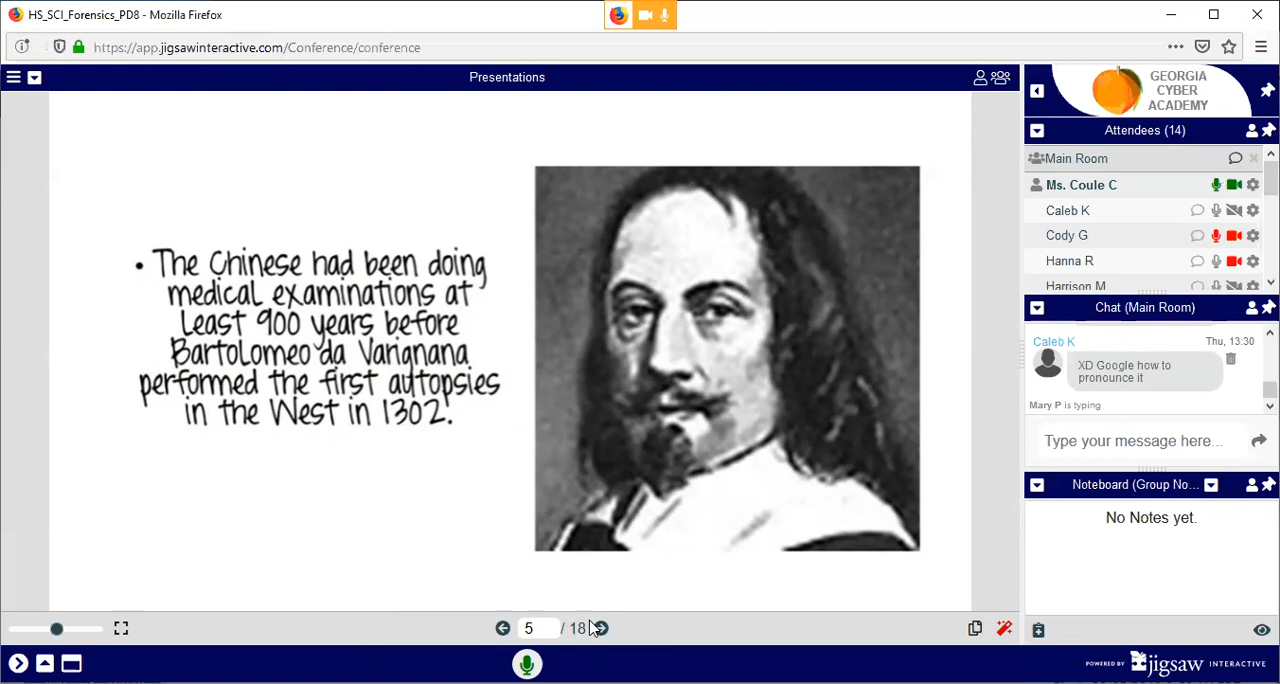 HS_SCI_Forensics_PD8 - Mozilla Firefox
https://app.jigsawinteractive.com/Conference/conference
Presentations
GEORGIA
CYBER
ACADEMY
Attendees (14)
Main Room
Ms. Coule C
Caleb K
Cody G
Hanna R
Harrison M
Chat (Main Room)
Caleb K
Thu, 13:30
XD Google how to
pronounce it
Mary P is typing
Type your message here...
Noteboard (Group No...
No Notes yet.
• The Chinese had been doing
medical examinations at
least 900 years before
Bartolomeo da Varignana
performed the first autopsies
in the West in 1302.
5 / 18
POWERED BY jigsaw INTERACTIVE